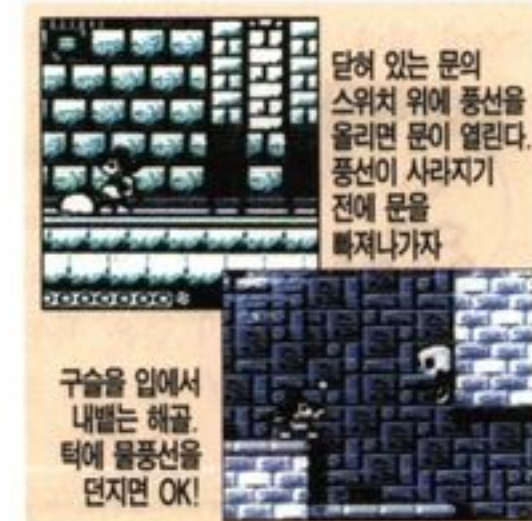 닫혀 있는 문의
스위치 위에 풍선을
올리면 문이 열린다.
풍선이 사라지기
전에 문을
빠져나가자
구슬을 입에서
내뱉는 해골.
턱에 물풍선을
던지면 OK!